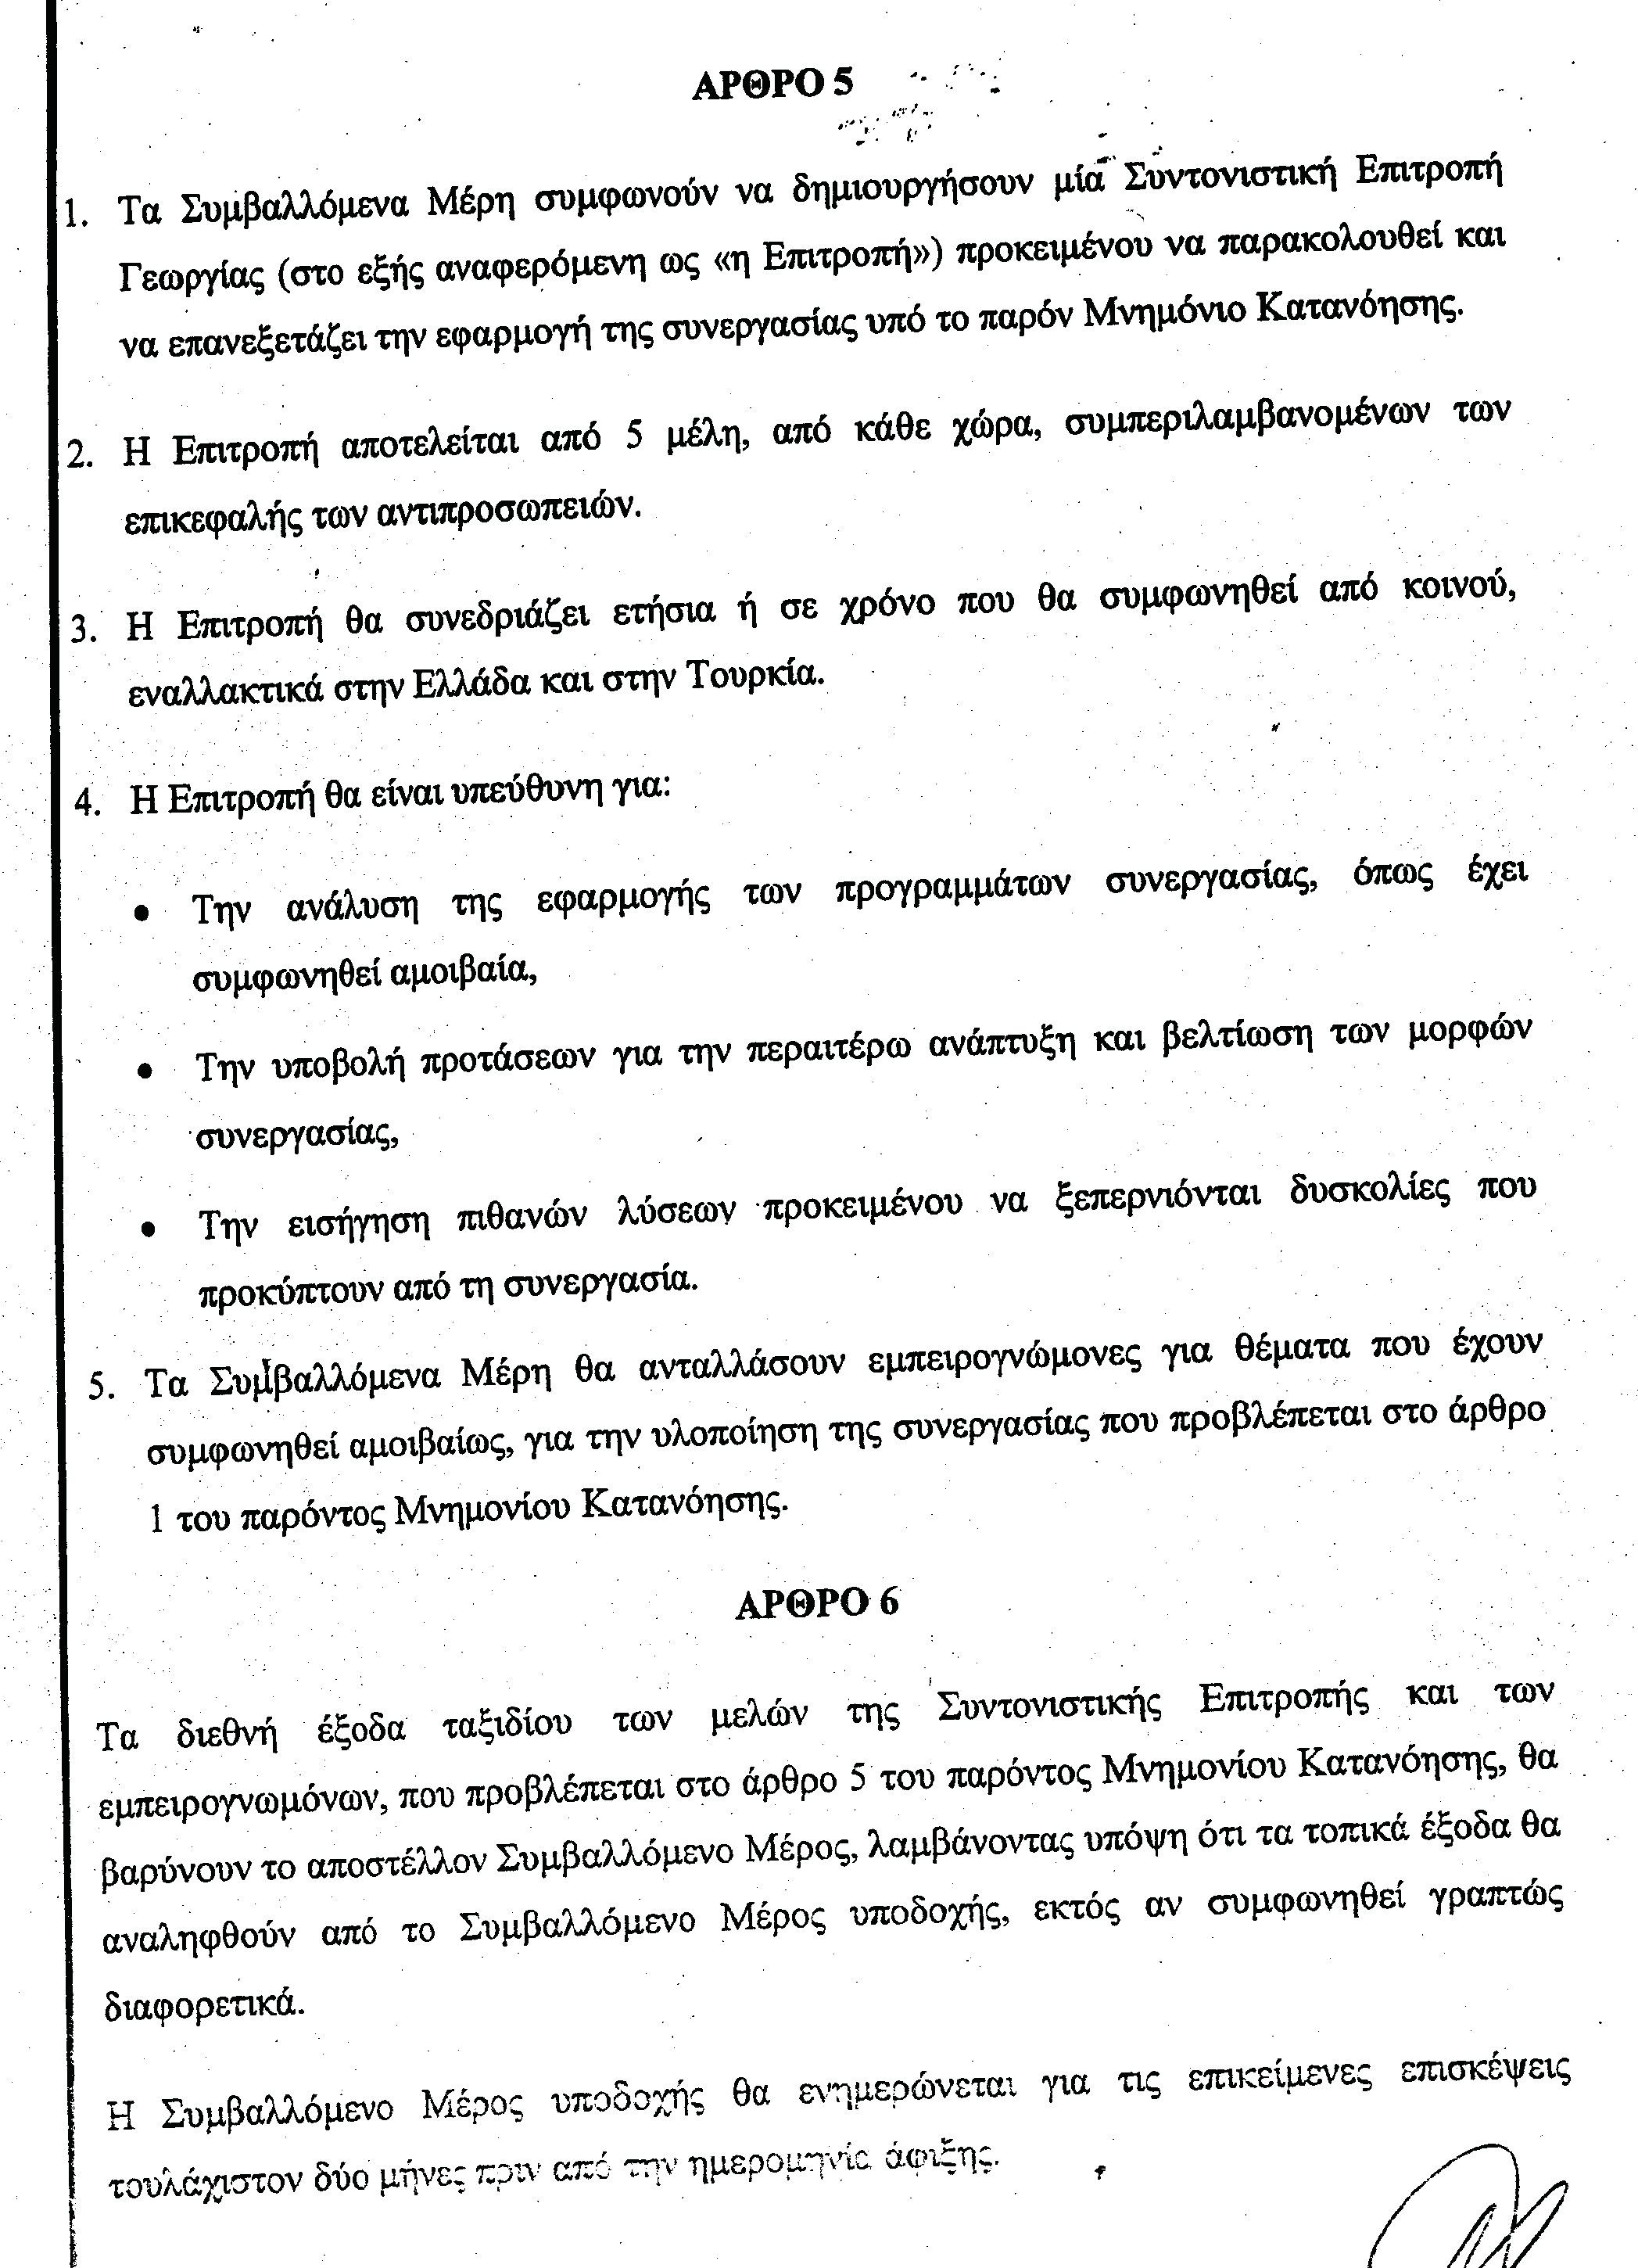 ΑΡΘΡΟ 5
1. Τα Συμβαλλόμενα Μέρη συμφωνούν να δημιουργήσουν μία Συντονιστική Επιτροπή
Γεωργίας (στο εξής αναφερόμενη ως «η Επιτροπή») προκειμένου να παρακολουθεί και
να επανεξετάζει την εφαρμογή της συνεργασίας υπό το παρόν Μνημόνιο Κατανόησης.
2. Η Επιτροπή αποτελείται από 5 μέλη, από κάθε χώρα, συμπεριλαμβανομένων των
επικεφαλής των αντιπροσωπειών.
3. Η Επιτροπή θα συνεδριάζει ετήσια ή σε χρόνο που θα συμφωνηθεί από κοινού,
εναλλακτικά στην Ελλάδα και στην Τουρκία.
4. Η Επιτροπή θα είναι υπεύθυνη για:
• Την ανάλυση της εφαρμογής των προγραμμάτων συνεργασίας, όπως έχει
συμφωνηθεί αμοιβαία,
• Την υποβολή προτάσεων για την περαιτέρω ανάπτυξη και βελτίωση των μορφών
συνεργασίας,
• Την εισήγηση πιθανών λύσεων προκειμένου να ξεπερνιόνται δυσκολίες που
προκύπτουν από τη συνεργασία.
5. Τα Συμβαλλόμενα Μέρη θα ανταλλάσουν εμπειρογνώμονες για θέματα που έχουν
συμφωνηθεί αμοιβαίως, για την υλοποίηση της συνεργασίας που προβλέπεται στο άρθρο
1 του παρόντος Μνημονίου Κατανόησης.
ΑΡΘΡΟ 6
Τα διεθνή έξοδα ταξιδίου των μελών της Συντονιστικής Επιτροπής και των
εμπειρογνωμόνων, που προβλέπεται στο άρθρο 5 του παρόντος Μνημονίου Κατανόησης, θα
βαρύνουν το αποστέλλον Συμβαλλόμενο Μέρος, λαμβάνοντας υπόψη ότι τα τοπικά έξοδα θα
αναληφθούν από το Συμβαλλόμενο Μέρος υποδοχής, εκτός αν συμφωνηθεί γραπτώς
διαφορετικά.
Η Συμβαλλόμενο Μέρος υποδοχής θα ενημερώνεται για τις επικείμενες επισκέψεις
τουλάχιστον δύο μήνες πριν από την ημερομηνία άφιξης.